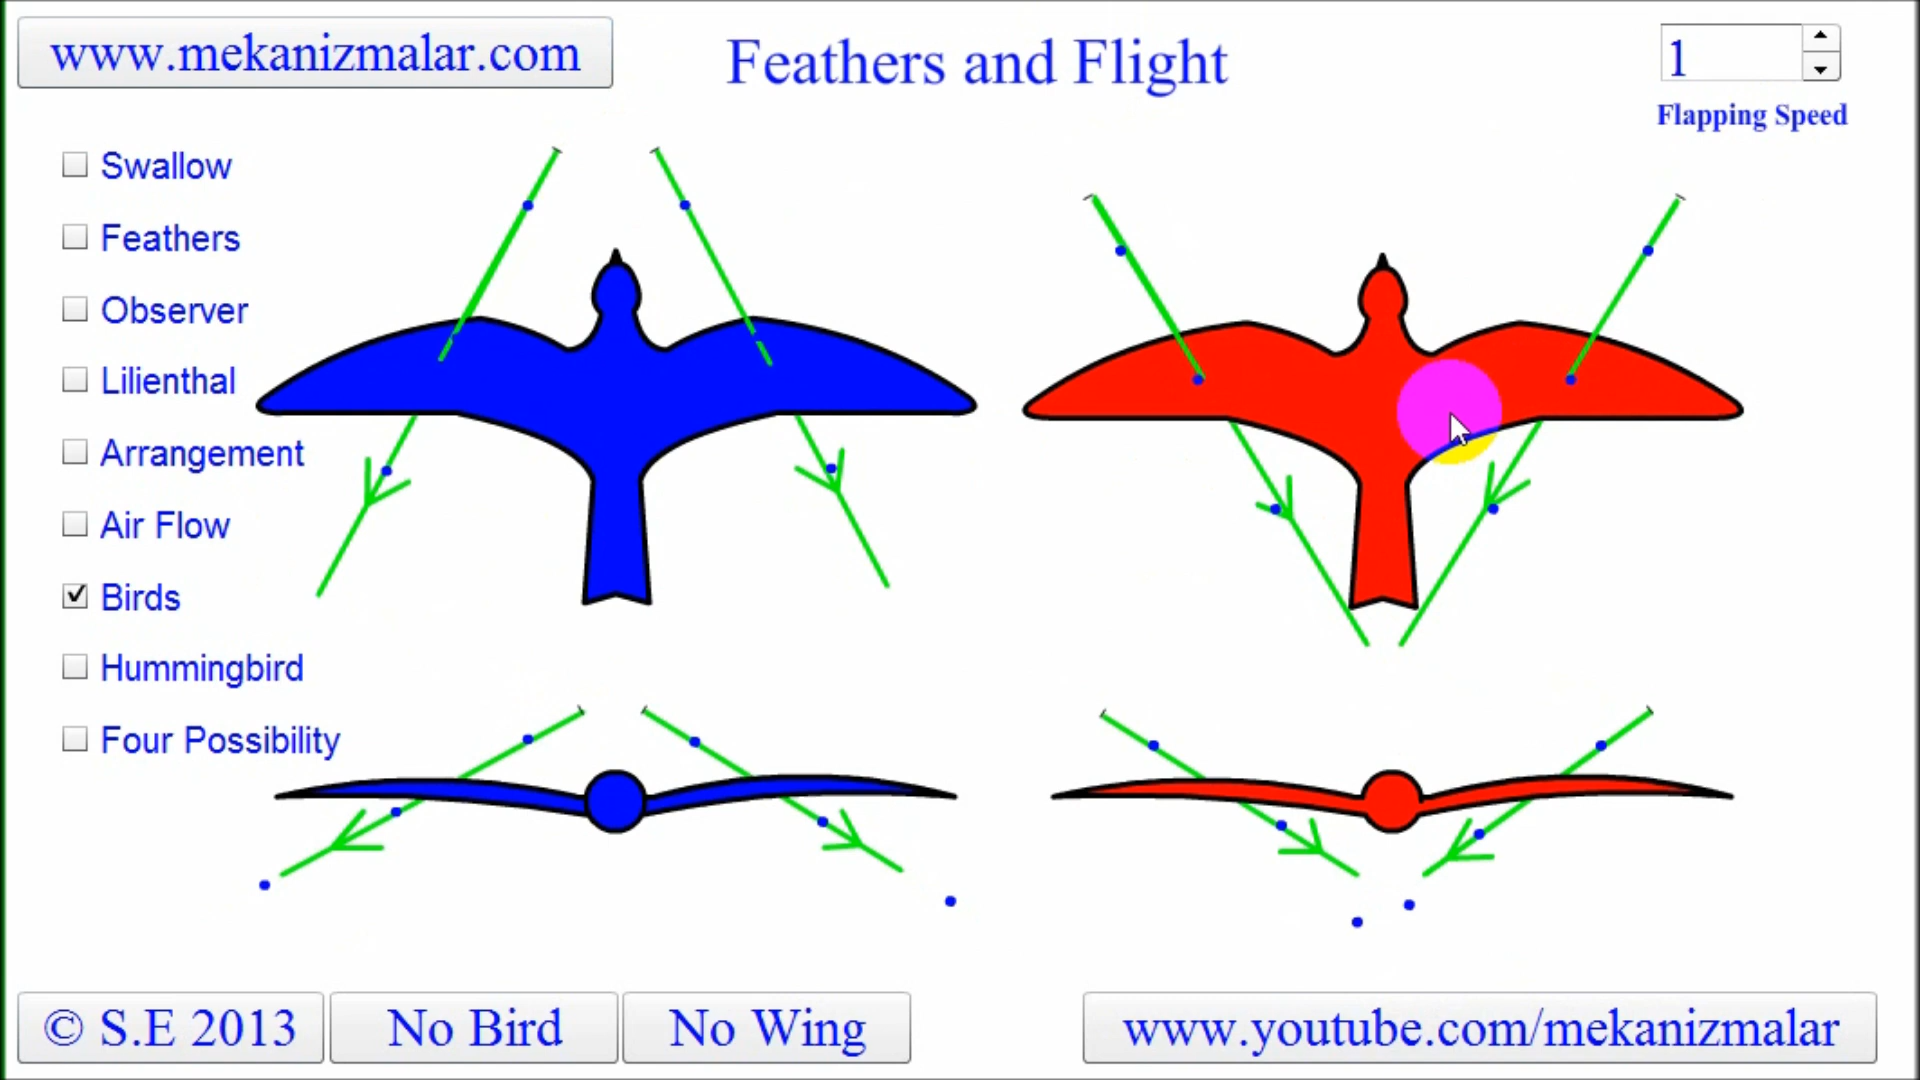 www.mekanizmalar.com
Feathers and Flight
1
Flapping Speed
Swallow
Feathers
Observer
Lilienthal
Arrangement
Air Flow
Birds
Hummingbird
Four Possibility
© S.E 2013
No Bird
No Wing
www.youtube.com/mekanizmalar